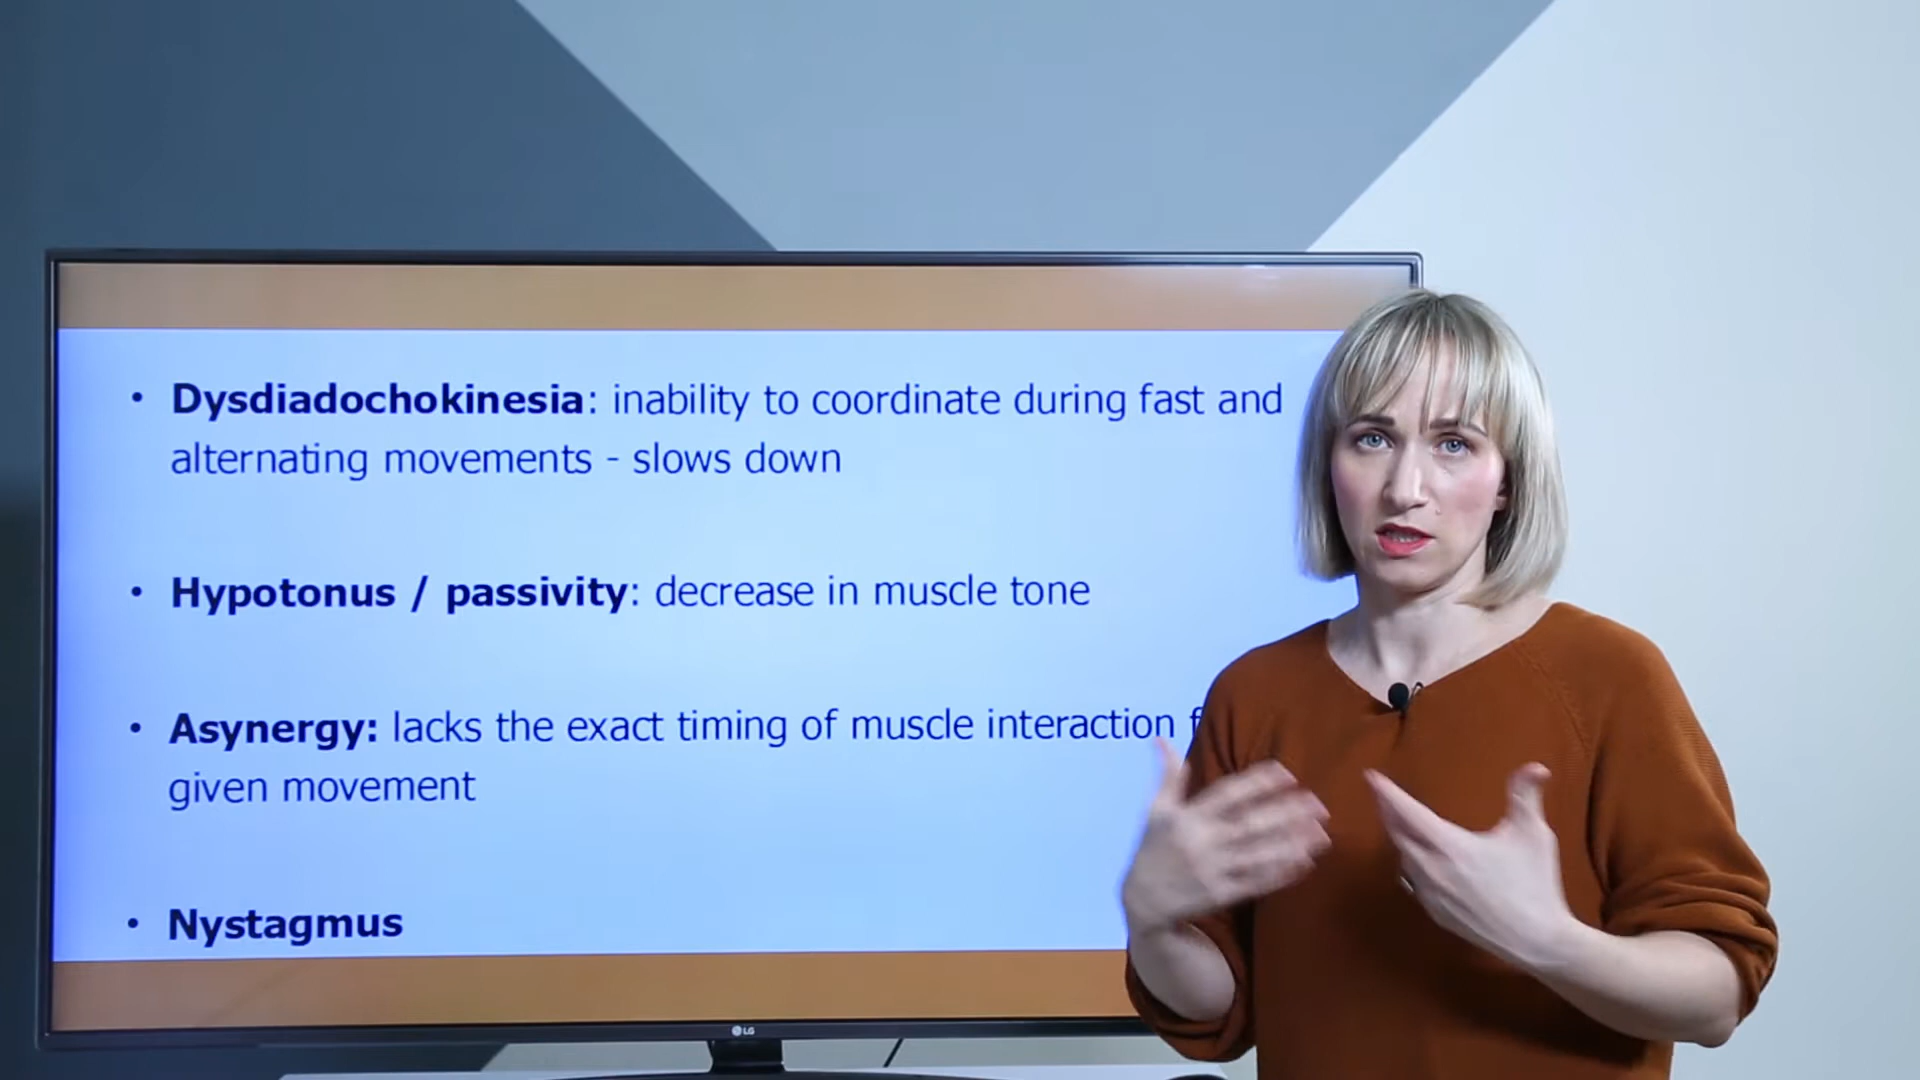 • Dysdiadochokinesia: inability to coordinate during fast and
alternating movements - slows down
• Hypotonus / passivity: decrease in muscle tone
• Asynergy: lacks the exact timing of muscle interaction
given movement
• Nystagmus
LG